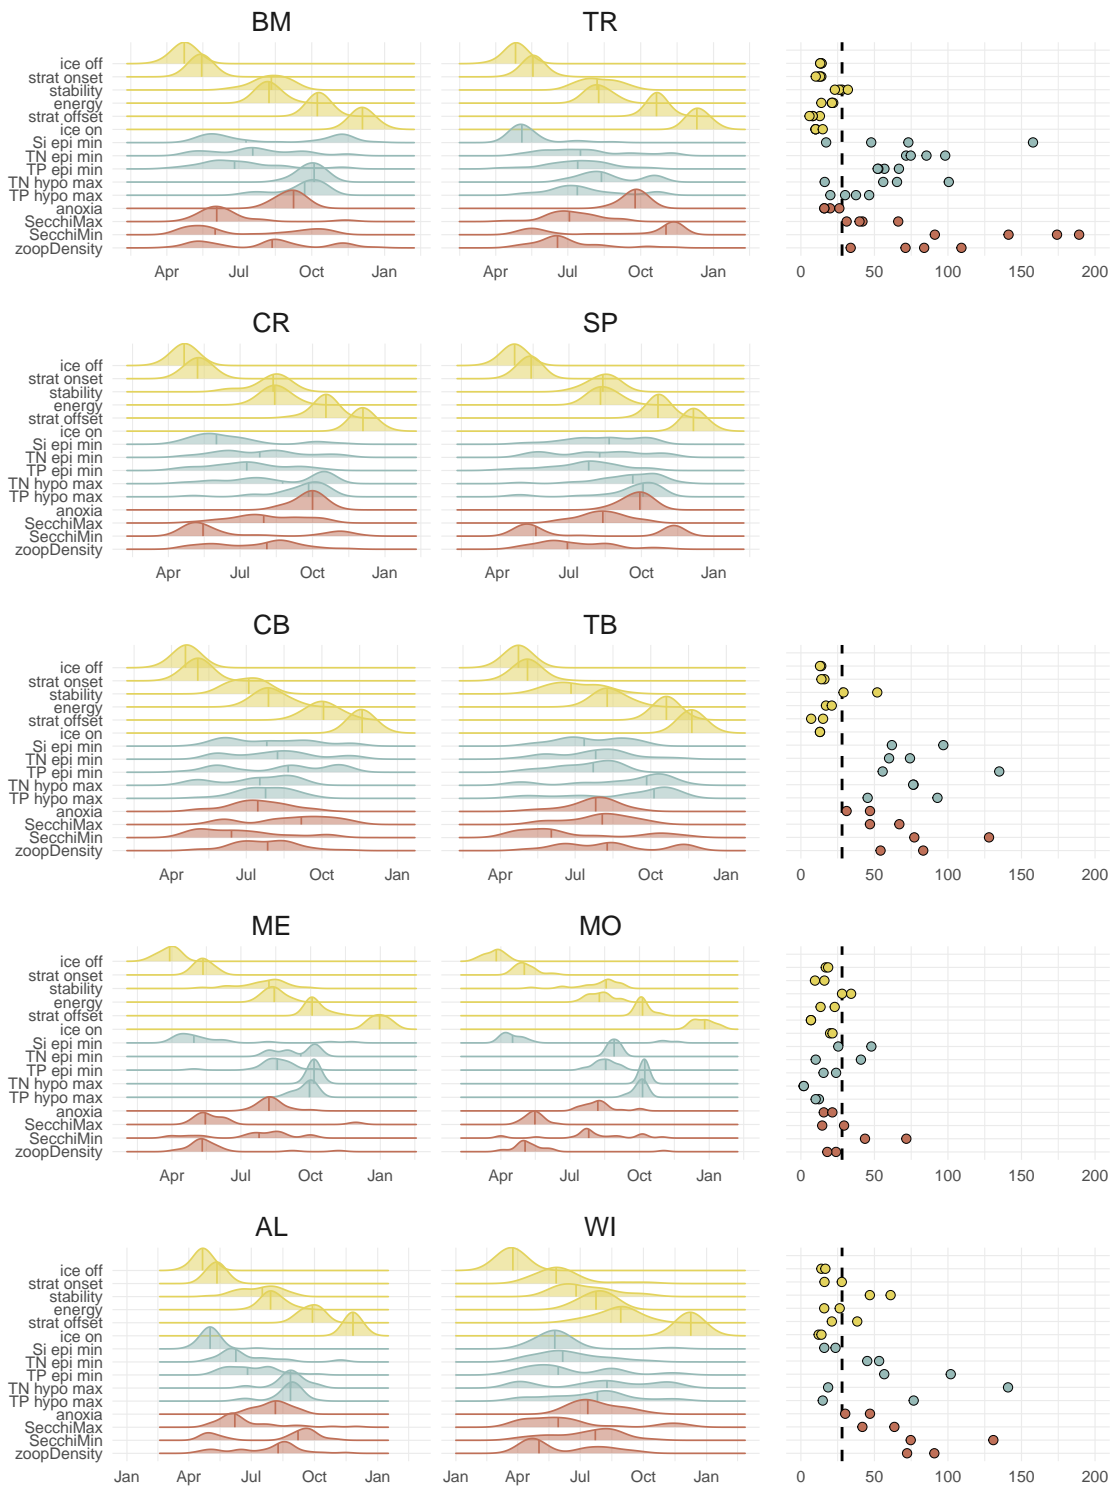 BM TR
ice off
strat onset
stability
energy
strat offset
ice on
Si epi min
TN epi min
TP epi min
TN hypo max
TP hypo max
anoxia
SecchiMax
SecchiMin
zoopDensity
Apr Jul Oct Jan Apr Jul Oct Jan 0 50 100 150 200
CR SP
ice off
strat onset
stability
energy
strat offset
ice on
Si epi min
TN epi min
TP epi min
TN hypo max
TP hypo max
anoxia
SecchiMax
SecchiMin
zoopDensity
Apr Jul Oct Jan Apr Jul Oct Jan
CB TB
ice off
strat onset
stability
energy
strat offset
ice on
Si epi min
TN epi min
TP epi min
TN hypo max
TP hypo max
anoxia
SecchiMax
SecchiMin
zoopDensity
Apr Jul Oct Jan Apr Jul Oct Jan 0 50 100 150 200
ME MO
ice off
strat onset
stability
energy
strat offset
ice on
Si epi min
TN epi min
TP epi min
TN hypo max
TP hypo max
anoxia
SecchiMax
SecchiMin
zoopDensity
Apr Jul Oct Jan Apr Jul Oct Jan 0 50 100 150 200
AL WI
ice off
strat onset
stability
energy
strat offset
ice on
Si epi min
TN epi min
TP epi min
TN hypo max
TP hypo max
anoxia
SecchiMax
SecchiMin
zoopDensity
Jan Apr Jul Oct Jan Jan Apr Jul Oct Jan 0 50 100 150 200